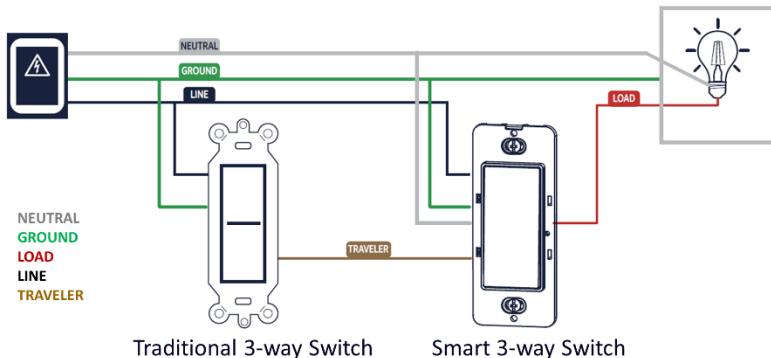 NEUTRAL
GROUND
LINE
LOAD
NEUTRAL
GROUND
LOAD
LINE
TRAVELER
TRAVELER
Traditional 3-way Switch
Smart 3-way Switch